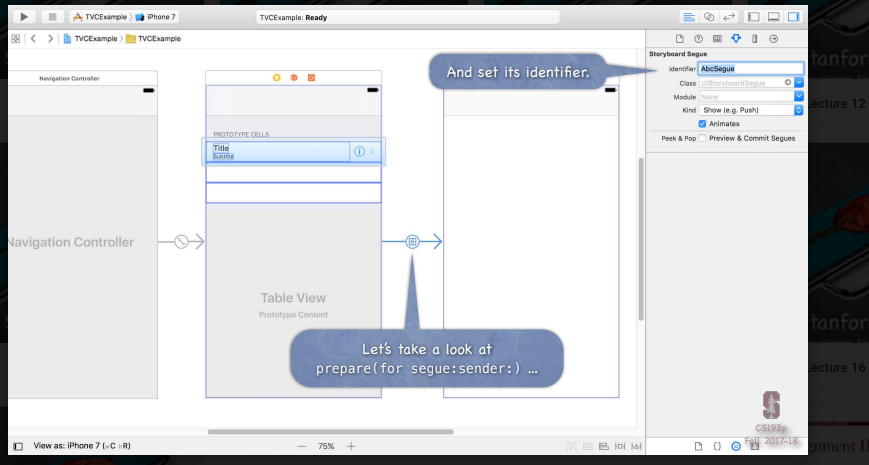 TVCExample
iPhone 7
TVCExample: Ready
TVCExample
TVCExample
Storyboard Segue
Identifier AbcSegue
Class UIStoryboardSegue
Module None
Kind Show (e.g. Push)
Animates
Peek & Pop Preview & Commit Segues
And set its identifier.
Navigation Controller
PROTOTYPE CELLS
Title
Subtitle
Navigation Controller
Table View
Prototype Content
Let's take a look at
prepare(for segue:sender:) …
View as: iPhone 7 (wC hR)
— 75% +
{}
CS193p
Fall 2017-18
tanfor
ecture 12
tanfor
ecture 16
nment I